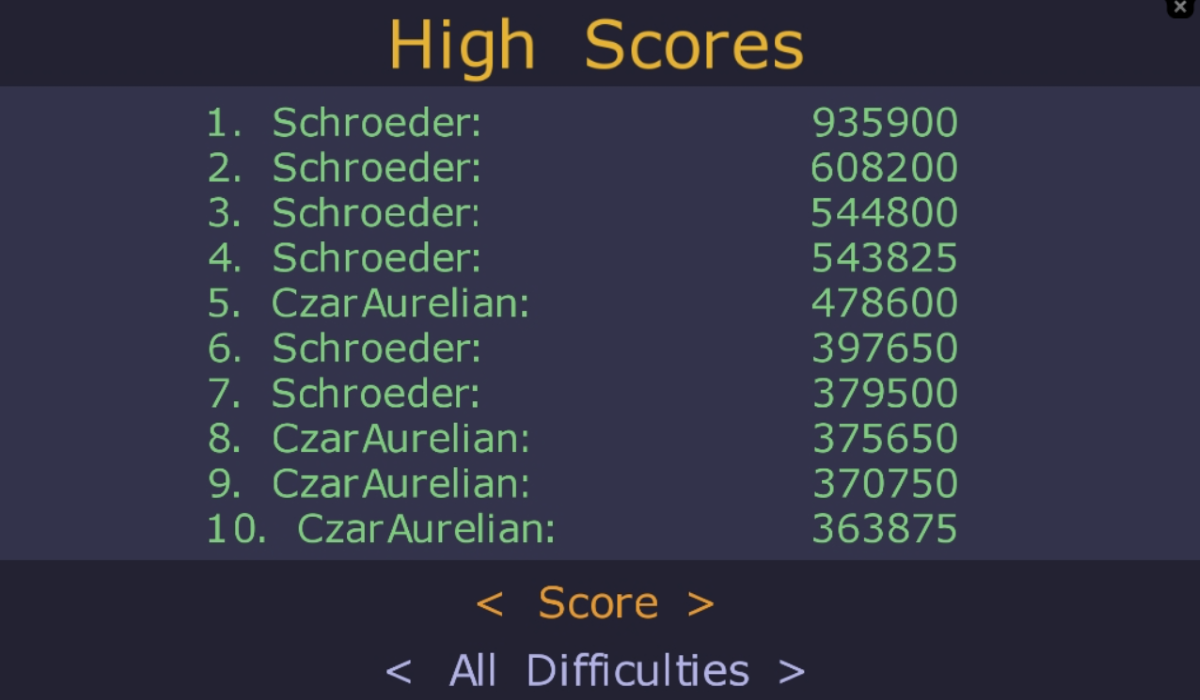 High Scores
1. Schroeder: 935900
2. Schroeder: 608200
3. Schroeder: 544800
4. Schroeder: 543825
5. CzarAurelian: 478600
6. Schroeder: 397650
7. Schroeder: 379500
8. CzarAurelian: 375650
9. CzarAurelian: 370750
10. CzarAurelian: 363875
< Score >
< All Difficulties >